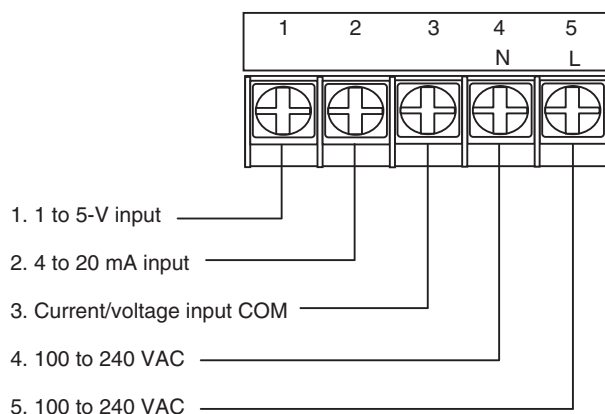 1 2 3 4 5
N L
1. 1 to 5-V input
2. 4 to 20 mA input
3. Current/voltage input COM
4. 100 to 240 VAC
5. 100 to 240 VAC